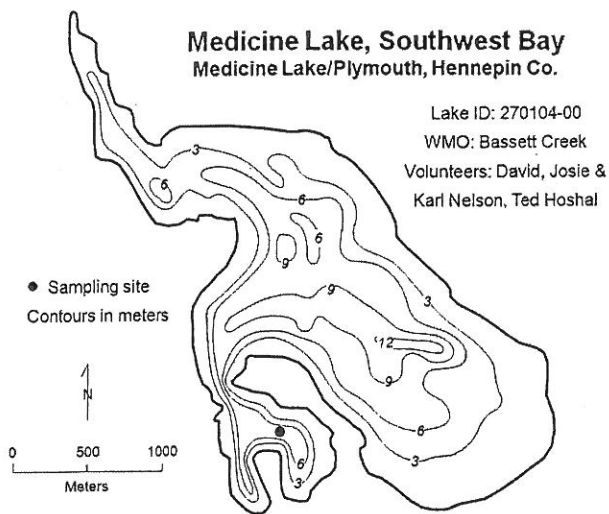 Medicine Lake, Southwest Bay
Medicine Lake/Plymouth, Hennepin Co.
Lake ID: 270104-00
WMO: Bassett Creek
Volunteers: David, Josie &
Karl Nelson, Ted Hoshal
3
6
6
6
9
9
3
12
9
6
3
6
3
Sampling site
Contours in meters
N
0 500 1000
Meters